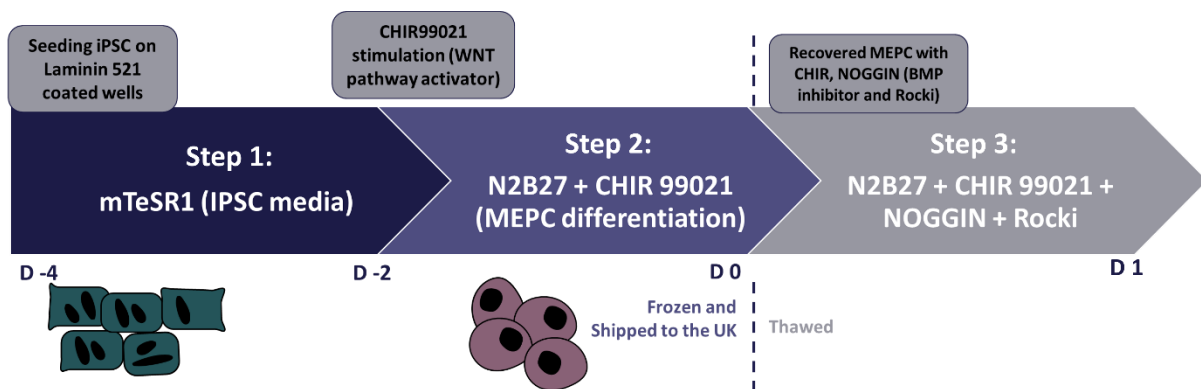 Seeding iPSC on
Laminin 521
coated wells
CHIR99021
stimulation (WNT
pathway activator)
Recovered MEPC with
CHIR, NOGGIN (BMP
inhibitor and Rocki)
Step 1:
mTeSR1 (IPSC media)
Step 2:
N2B27 + CHIR 99021
(MEPC differentiation)
Step 3:
N2B27 + CHIR 99021 +
NOGGIN + Rocki
D -4
D -2
D 0
D 1
Frozen and
Shipped to the UK
Thawed